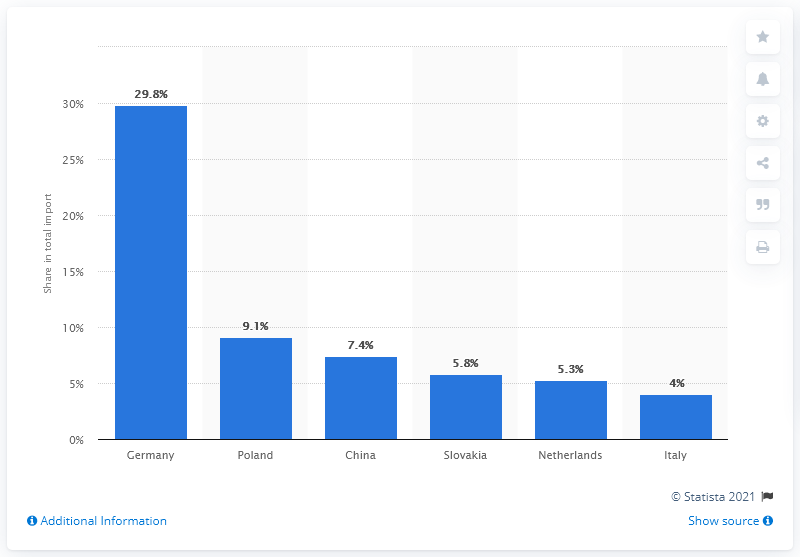 Share in total import
30%
25%
20%
15%
10%
5%
0%
29.8%
9.1%
7.4%
5.8%
5.3%
4%
Germany Poland China Slovakia Netherlands Italy
© Statista 2021
Additional Information
Show source